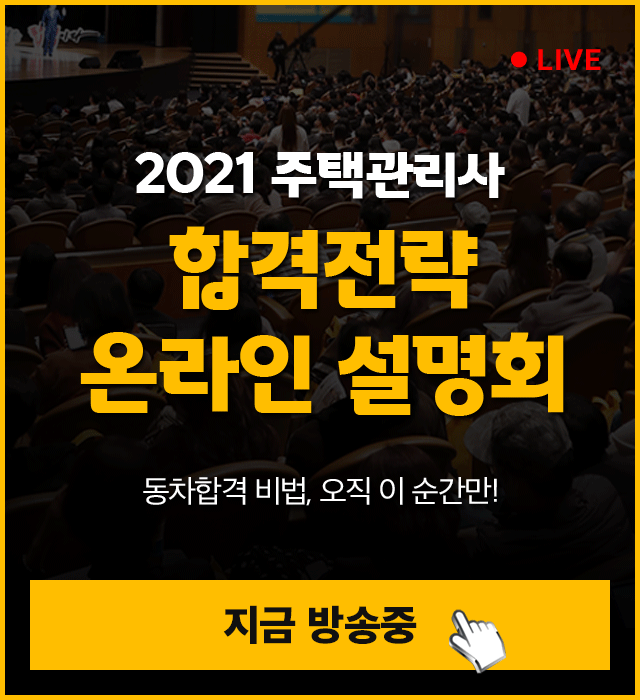 LIVE
2021 주택관리사
합격전략
온라인 설명회
동차합격 비법, 오직 이 순간만!
지금 방송중